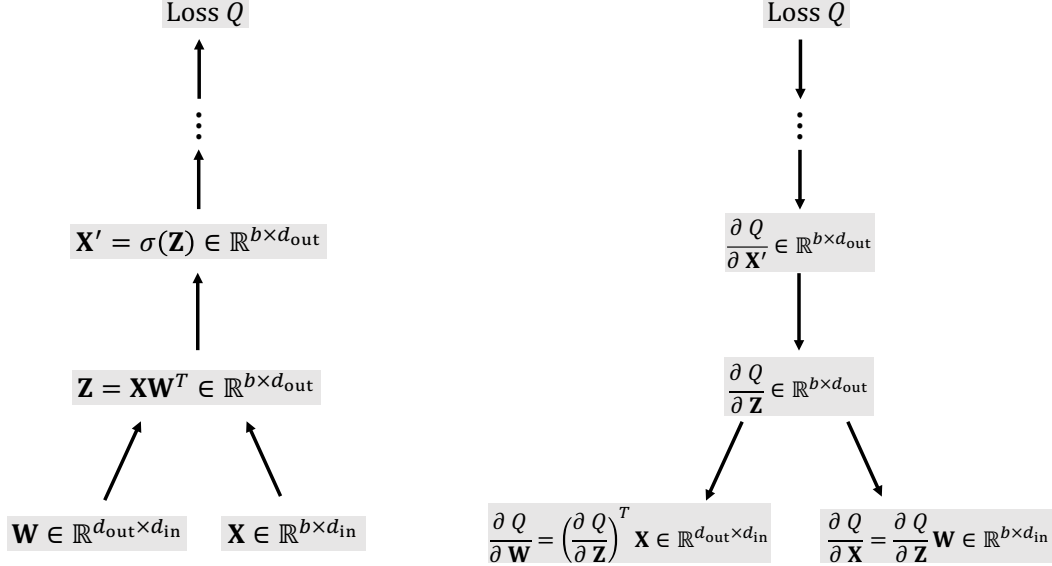 Loss Q
⋮
X′ = σ(Z) ∈ ℝ^{b×d_out}
Z = XW^T ∈ ℝ^{b×d_out}
W ∈ ℝ^{d_out×d_in}
X ∈ ℝ^{b×d_in}
Loss Q
⋮
∂ Q / ∂ X′ ∈ ℝ^{b×d_out}
∂ Q / ∂ Z ∈ ℝ^{b×d_out}
∂ Q / ∂ W = (∂ Q / ∂ Z)^T X ∈ ℝ^{d_out×d_in}
∂ Q / ∂ X = ∂ Q / ∂ Z W ∈ ℝ^{b×d_in}